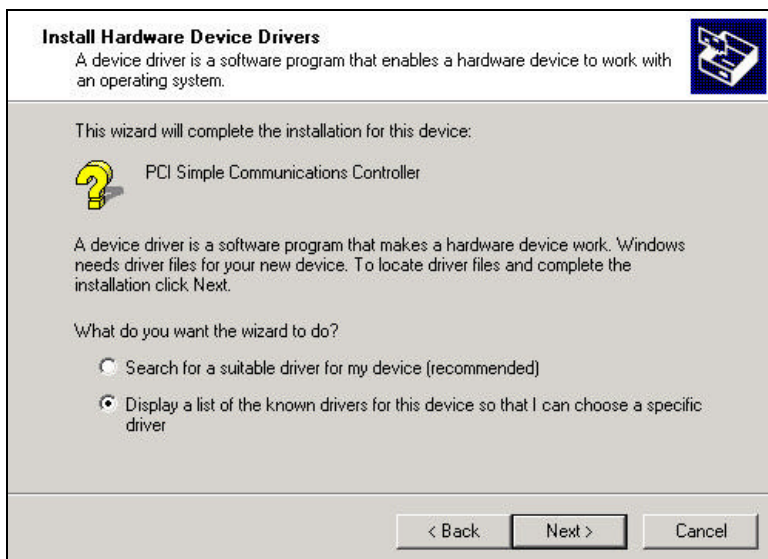 Install Hardware Device Drivers
A device driver is a software program that enables a hardware device to work with
an operating system.
This wizard will complete the installation for this device:
PCI Simple Communications Controller
A device driver is a software program that makes a hardware device work. Windows
needs driver files for your new device. To locate driver files and complete the
installation click Next.
What do you want the wizard to do?
Search for a suitable driver for my device (recommended)
Display a list of the known drivers for this device so that I can choose a specific
driver
< Back
Next >
Cancel